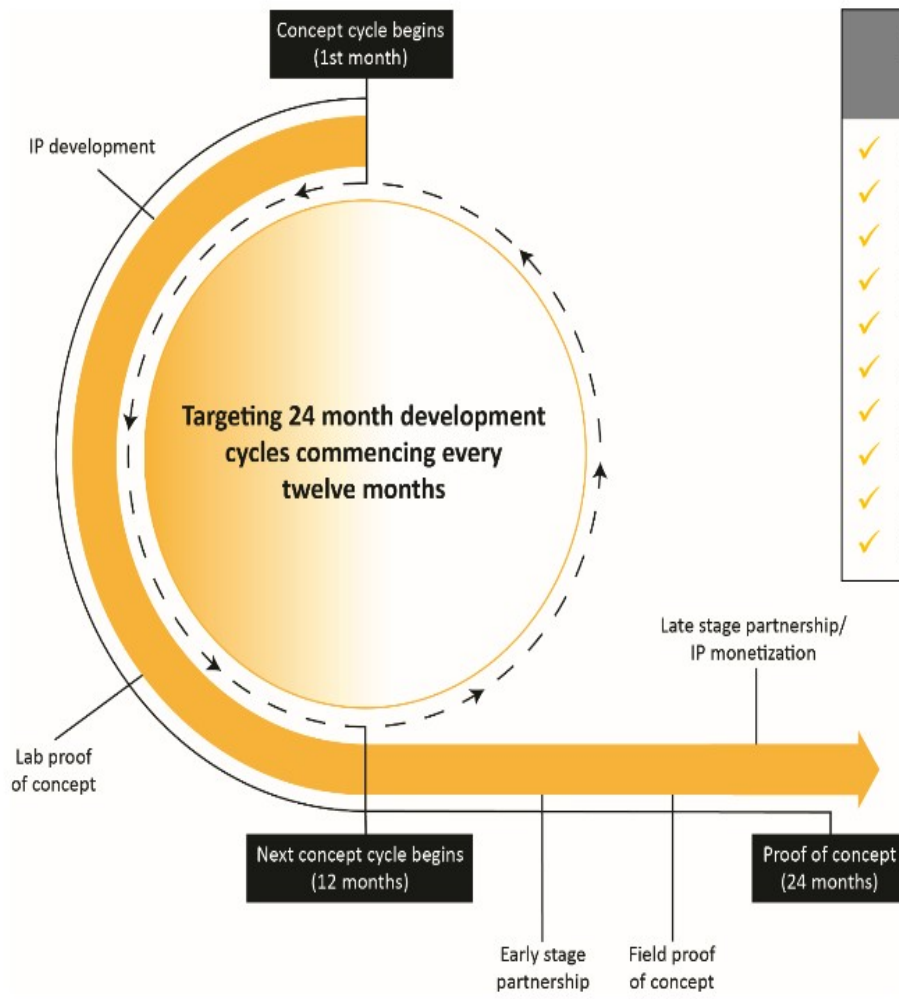 Concept cycle begins
(1st month)
IP development
Targeting 24 month development
cycles commencing every
twelve months
Late stage partnership/
IP monetization
Lab proof
of concept
Next concept cycle begins
(12 months)
Proof of concept
(24 months)
Early stage
partnership
Field proof
of concept